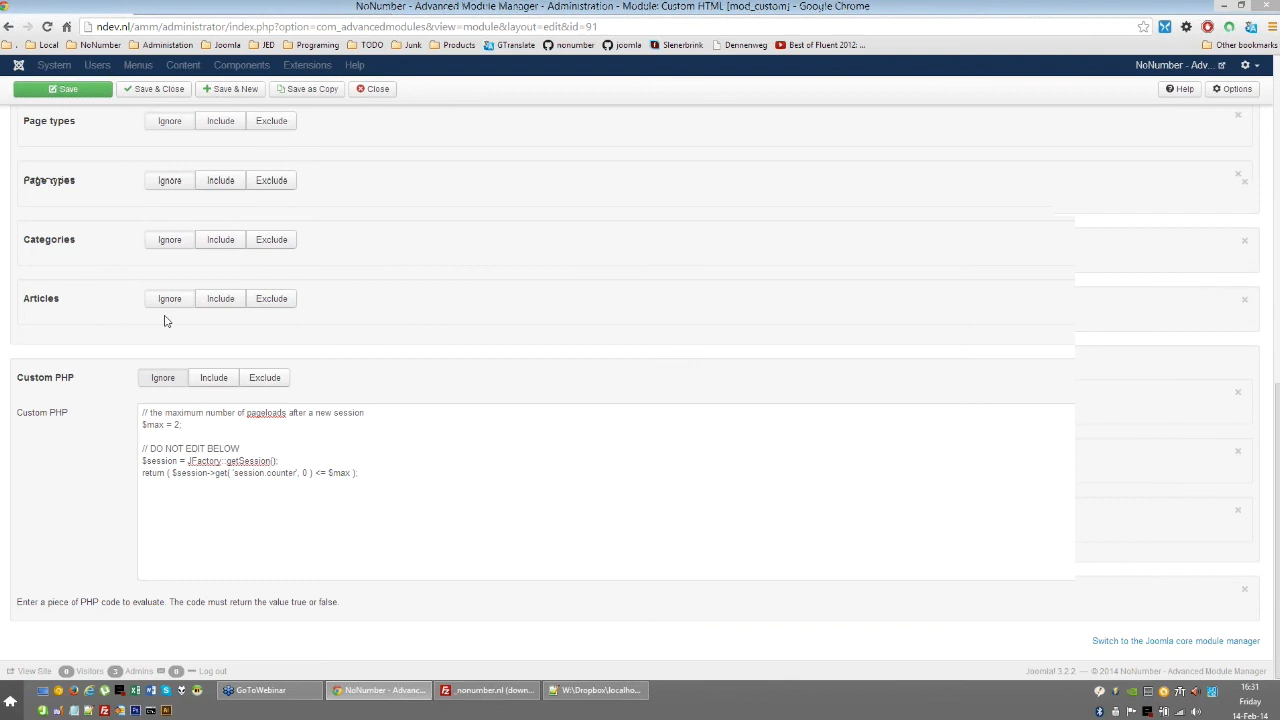 NoNumber - Advanced Module Manager - Administration - Module: Custom HTML [mod_custom] - Google Chrome
ndev.nl/amm/administrator/index.php?option=com_advancedmodules&view=module&layout=edit&id=91
Local NoNumber Administation Joomla JED Programing TODO Junk Products GTranslate nonumber joomla Slenerbrink Dennenweg Best of Fluent 2012: ... Other bookmarks
System Users Menus Content Components Extensions Help NoNumber - Adv...
Save Save & Close Save & New Save as Copy Close Help Options
Page types Ignore Include Exclude
Page types Ignore Include Exclude
Categories Ignore Include Exclude
Articles Ignore Include Exclude
Custom PHP Ignore Include Exclude
Custom PHP
// the maximum number of pageloads after a new session
$max = 2;
// DO NOT EDIT BELOW
$session = JFactory::getSession();
return ( $session->get( 'session.counter', 0 ) <= $max );
Enter a piece of PHP code to evaluate. The code must return the value true or false.
Switch to the Joomla core module manager
View Site 0 Visitors 3 Admins 0 Log out Joomla! 3.2.2 — © 2014 NoNumber - Advanced Module Manager
GoToWebinar NoNumber - Advanc... _nonumber.nl (down... W:\Dropbox\localho...
16:31
Friday
14-Feb-14